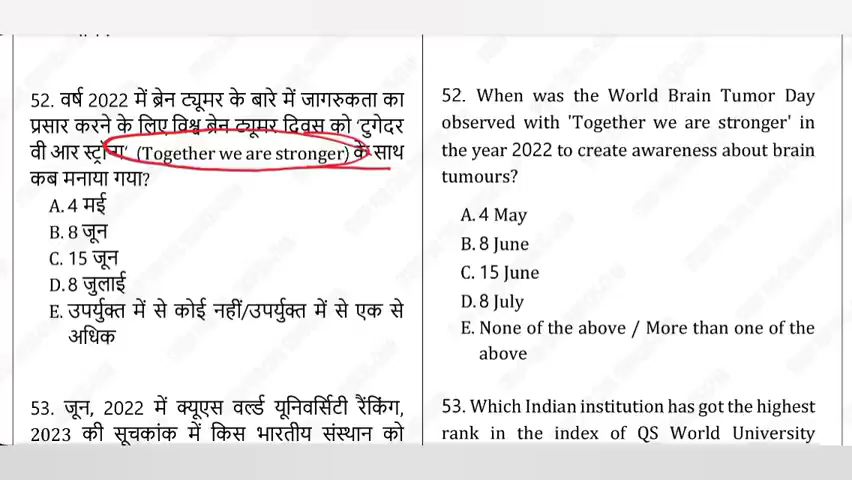 52. वर्ष 2022 में ब्रेन ट्यूमर के बारे में जागरुकता का
प्रसार करने के लिए विश्व ब्रेन ट्यूमर दिवस को 'टुगेदर
वी आर स्ट्रोंग' (Together we are stronger) के साथ
कब मनाया गया?
A. 4 मई
B. 8 जून
C. 15 जून
D. 8 जुलाई
E. उपर्युक्त में से कोई नहीं/उपर्युक्त में से एक से
अधिक
53. जून, 2022 में क्यूएस वर्ल्ड यूनिवर्सिटी रैंकिंग,
2023 की सूचकांक में किस भारतीय संस्थान को
52. When was the World Brain Tumor Day
observed with 'Together we are stronger' in
the year 2022 to create awareness about brain
tumours?
A. 4 May
B. 8 June
C. 15 June
D. 8 July
E. None of the above / More than one of the
above
53. Which Indian institution has got the highest
rank in the index of QS World University